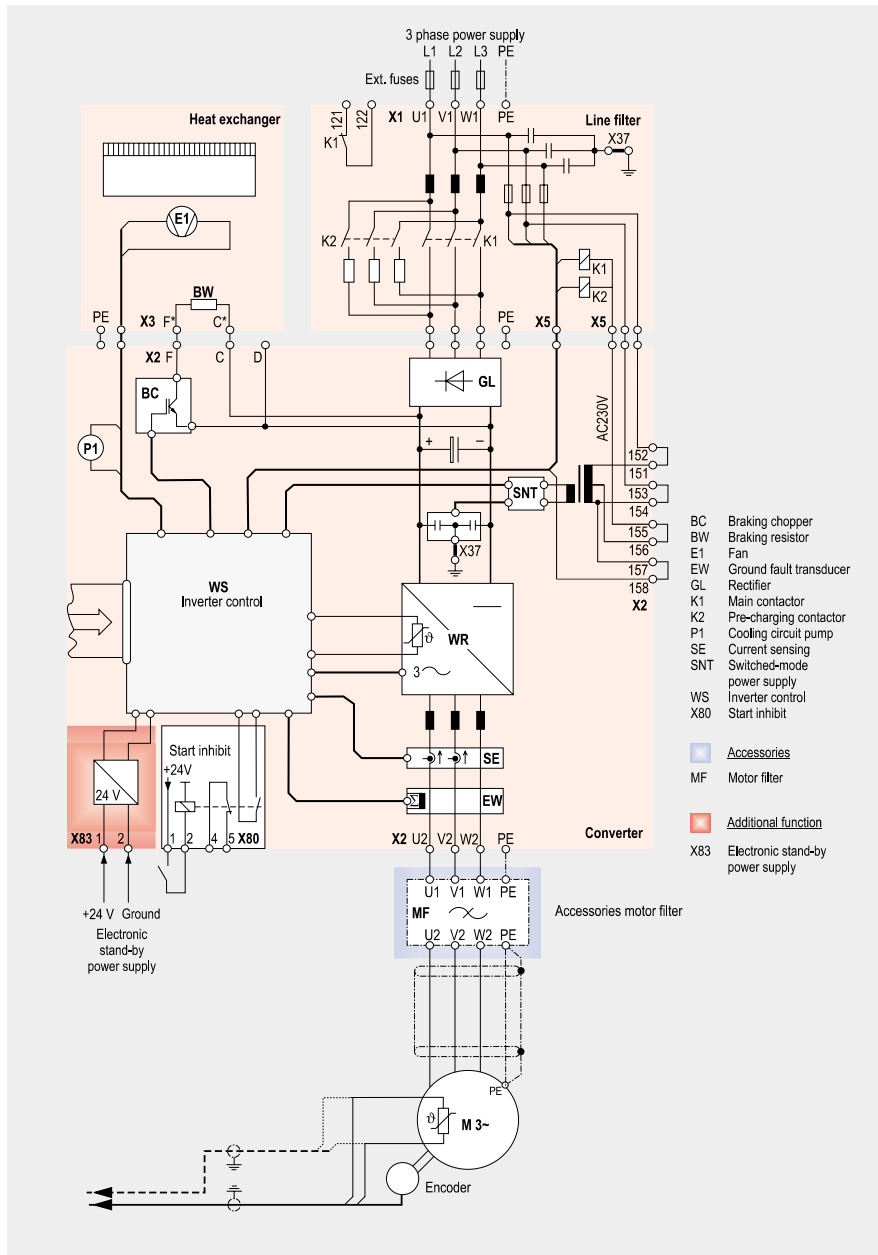 3 phase power supply
L1 L2 L3 PE
Ext. fuses
Heat exchanger
121 122 X1 U1 V1 W1 PE Line filter
K1
X37
E1
K2 K1
K1
K2
BW
PE X3 F* C* X5 X5
X2 F C D
BC
GL
AC230V
P1
+ −
152
151
SNT
153
154
155
156
157
158
X2
X37
WS
Inverter control
ϑ
WR
3
BC Braking chopper
BW Braking resistor
E1 Fan
EW Ground fault transducer
GL Rectifier
K1 Main contactor
K2 Pre-charging contactor
P1 Cooling circuit pump
SE Current sensing
SNT Switched-mode
power supply
WS Inverter control
X80 Start inhibit
Accessories
MF Motor filter
Additional function
X83 Electronic stand-by
power supply
Start inhibit
+24V
24 V
SE
EW
X83 1 2
1 2 4 5 X80
X2 U2 V2 W2 PE
Converter
+24 V Ground
Electronic
stand-by
power supply
U1 V1 W1 PE
MF
U2 V2 W2 PE
Accessories motor filter
PE
ϑ
M 3~
Encoder